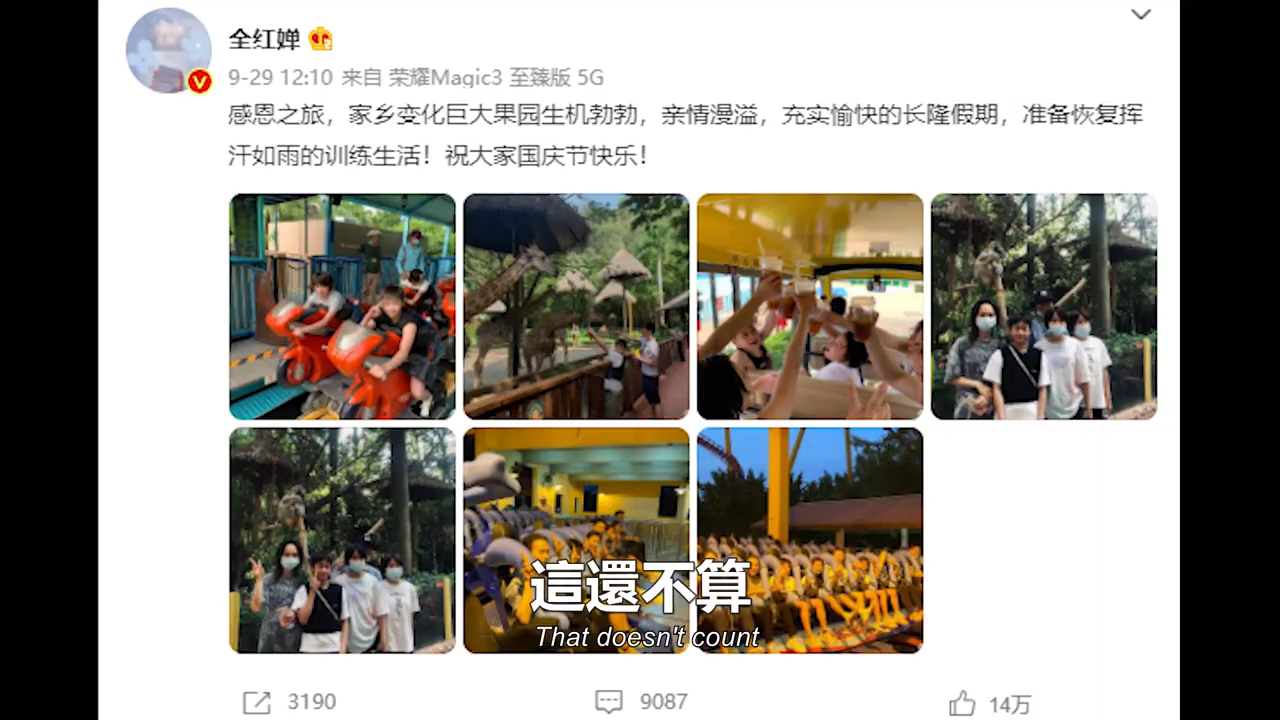 全红婵
9-29 12:10 来自 荣耀Magic3 至臻版 5G
感恩之旅，家乡变化巨大果园生机勃勃，亲情漫溢，充实愉快的长隆假期，准备恢复挥
汗如雨的训练生活！祝大家国庆节快乐！
這還不算
That doesn't count
3190
9087
14万